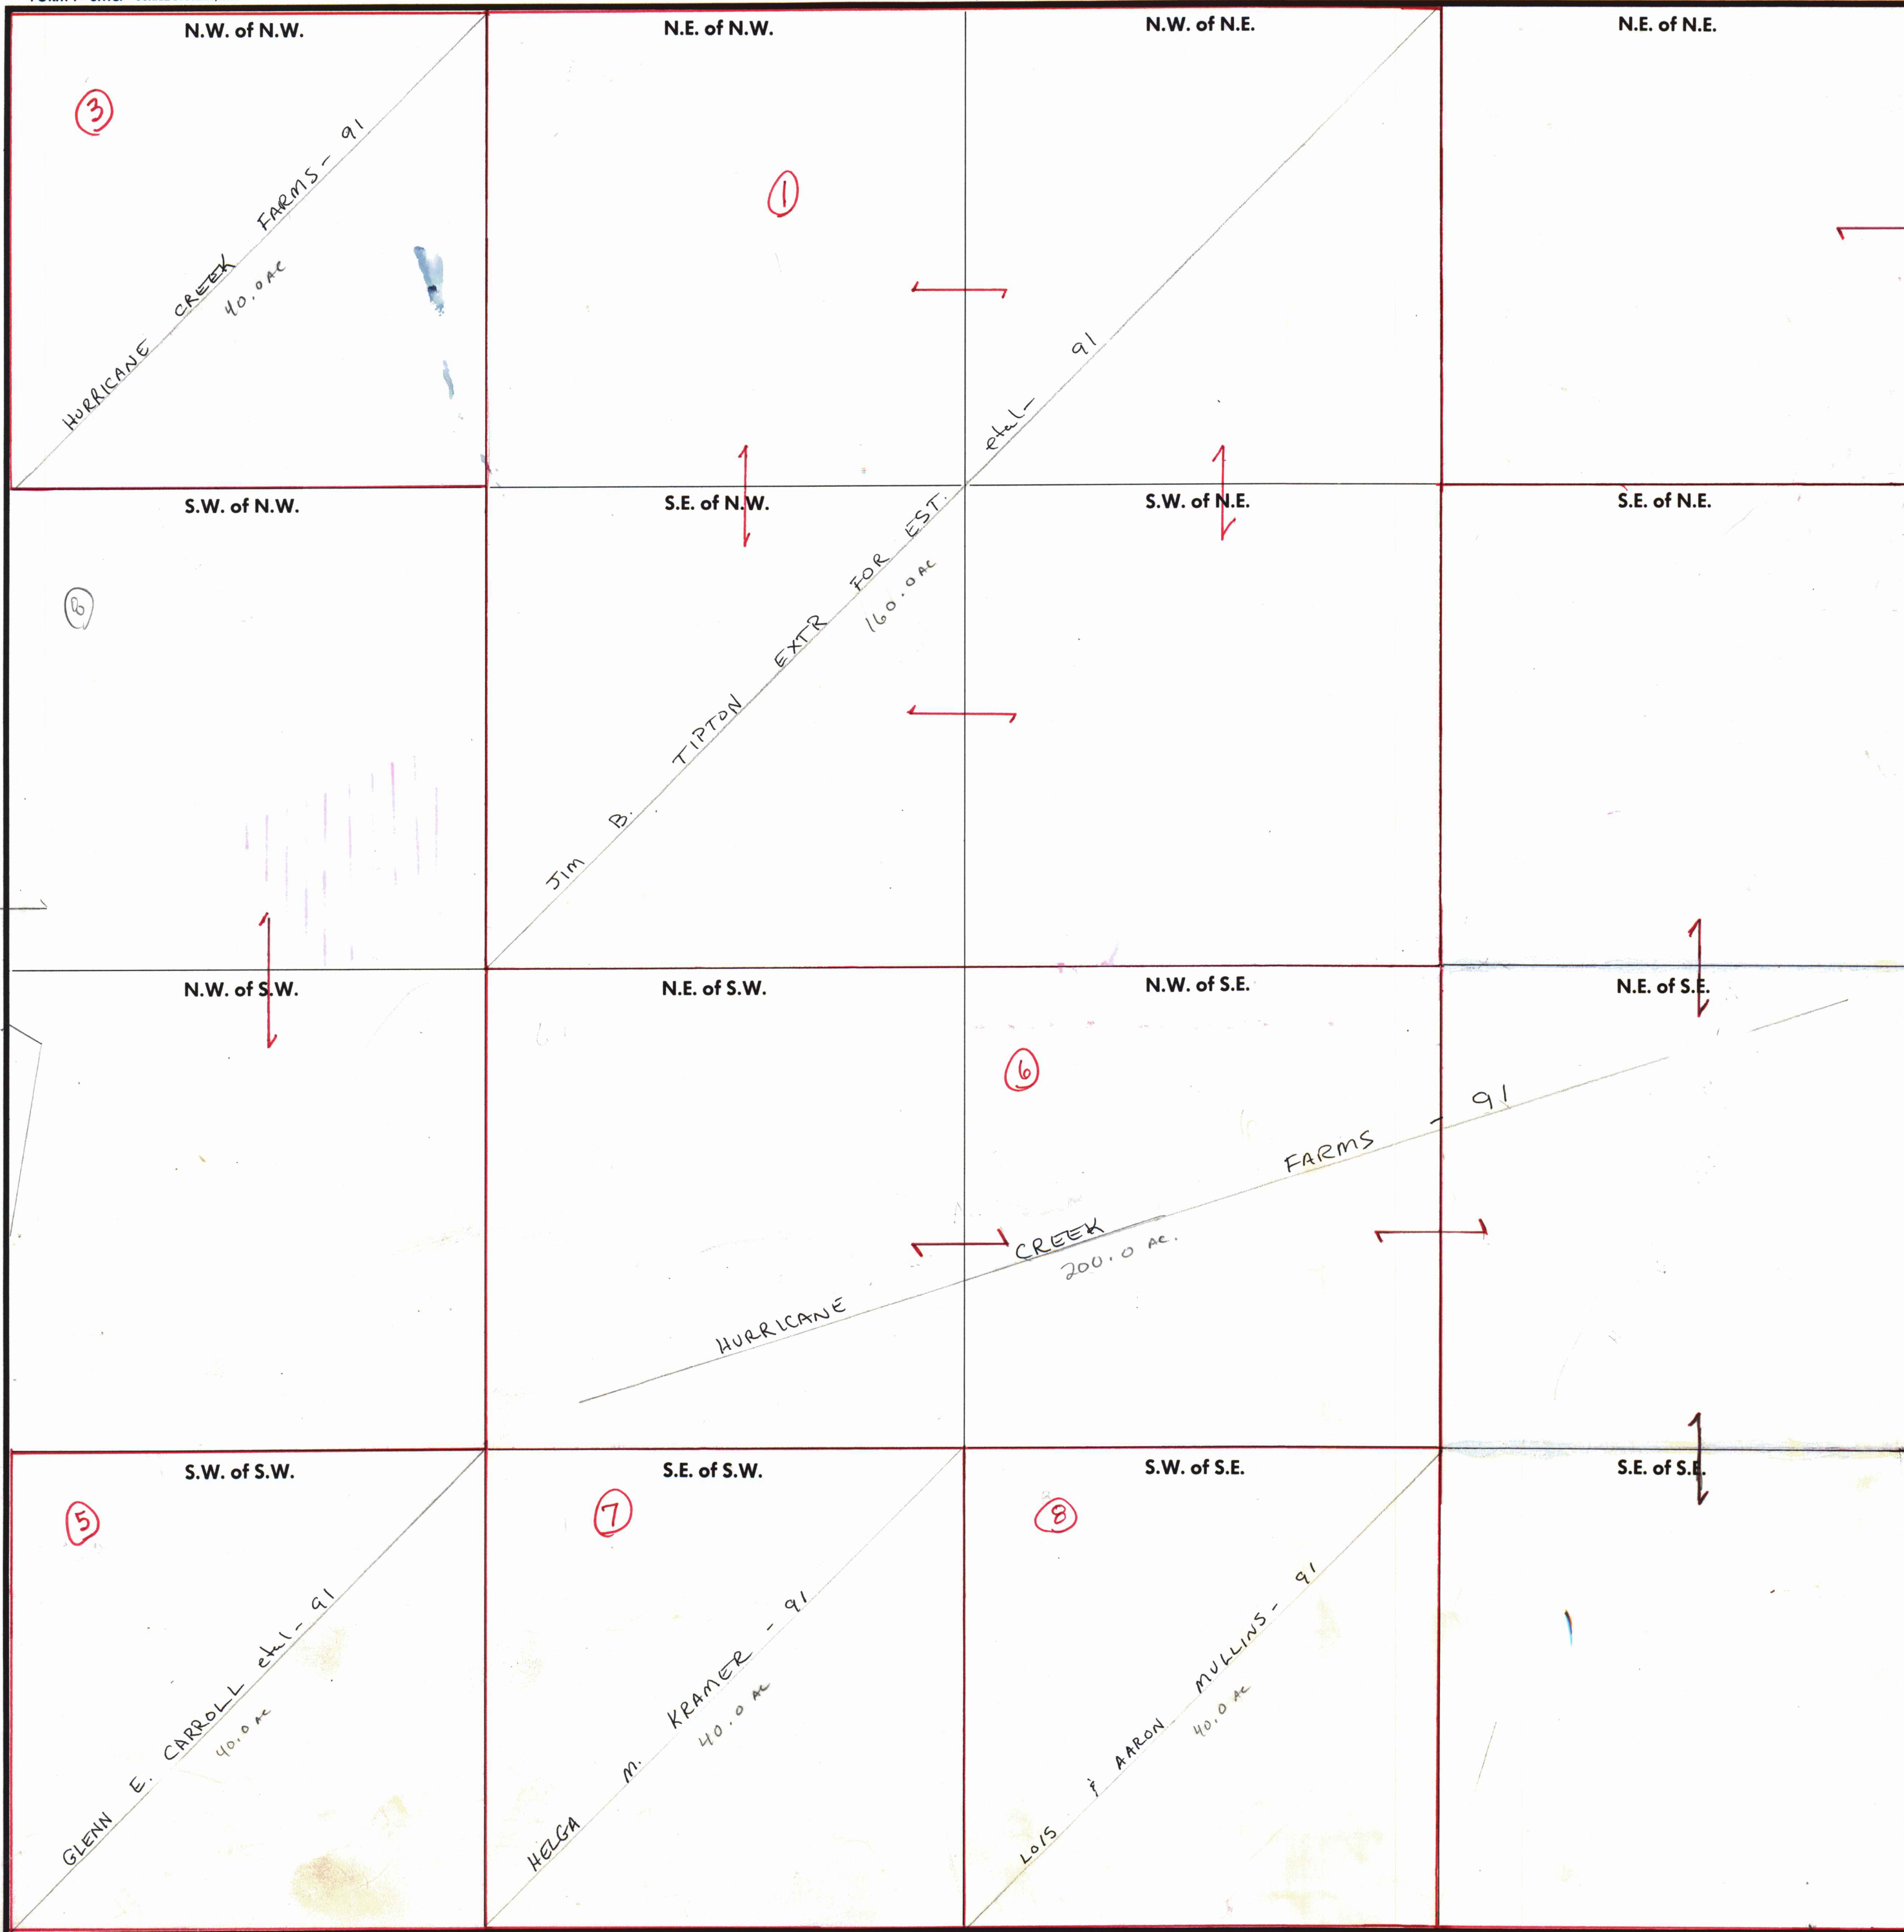 N.W. of N.W.
N.E. of N.W.
N.W. of N.E.
N.E. of N.E.
3
HURRICANE CREEK FARMS - 91
40.0 AC
1
S.W. of N.W.
S.E. of N.W.
S.W. of N.E.
S.E. of N.E.
JIM B. TIPTON EXTR FOR EST. etal - 91
160.0 AC
N.W. of S.W.
N.E. of S.W.
N.W. of S.E.
N.E. of S.E.
6
HURRICANE CREEK FARMS - 91
200.0 AC.
S.W. of S.W.
S.E. of S.W.
S.W. of S.E.
S.E. of S.E.
5
GLENN E. CARROLL etal - 91
40.0 AC
7
HELGA M. KRAMER - 91
40.0 AC
8
LOIS & AARON MULLINS - 91
40.0 AC